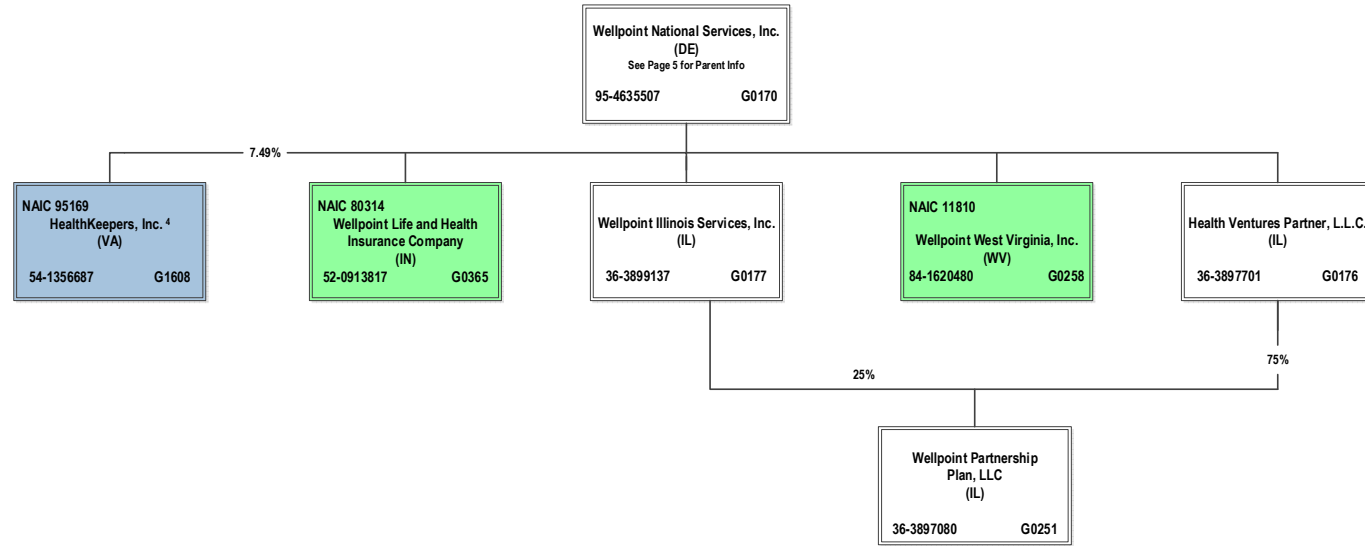 Wellpoint National Services, Inc.
(DE)
See Page 5 for Parent Info
95-4635507 G0170
7.49%
NAIC 95169
HealthKeepers, Inc. 4
(VA)
54-1356687 G1608
NAIC 80314
Wellpoint Life and Health
Insurance Company
(IN)
52-0913817 G0365
Wellpoint Illinois Services, Inc.
(IL)
36-3899137 G0177
NAIC 11810
Wellpoint West Virginia, Inc.
(WV)
84-1620480 G0258
Health Ventures Partner, L.L.C.
(IL)
36-3897701 G0176
25%
75%
Wellpoint Partnership
Plan, LLC
(IL)
36-3897080 G0251